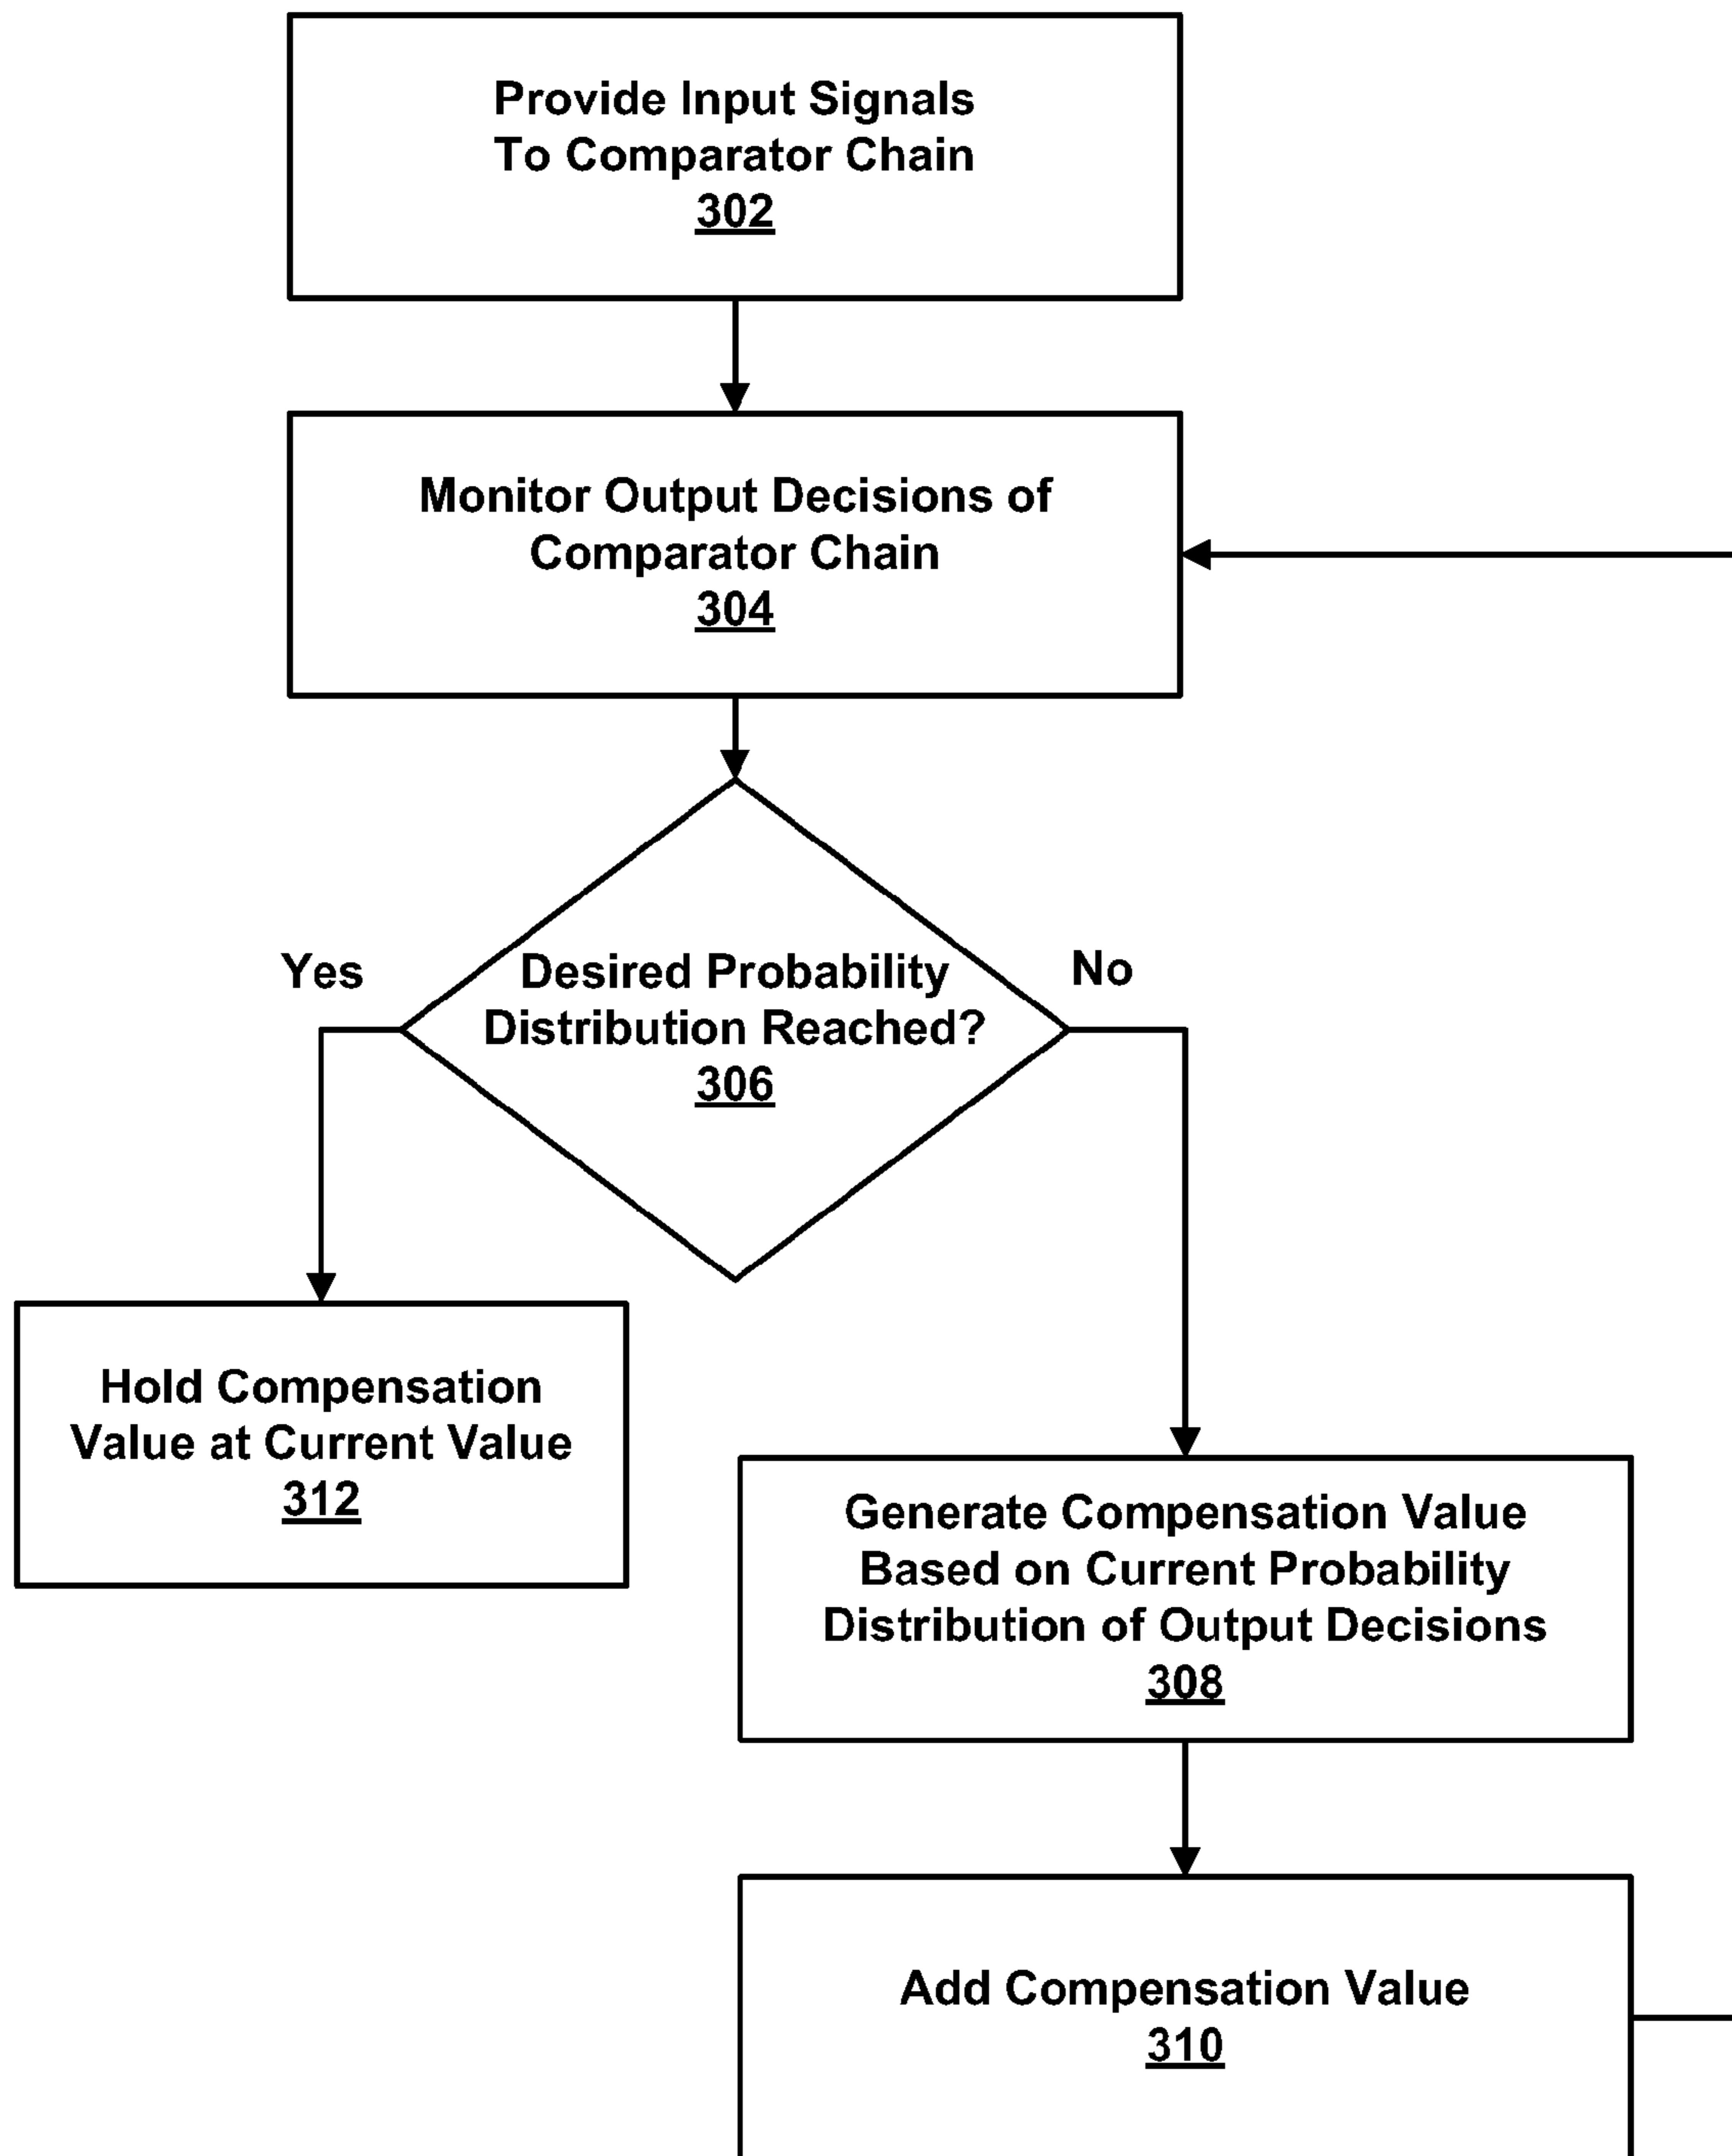 Provide Input Signals
To Comparator Chain
302
Monitor Output Decisions of
Comparator Chain
304
Yes
No
Desired Probability
Distribution Reached?
306
Hold Compensation
Value at Current Value
312
Generate Compensation Value
Based on Current Probability
Distribution of Output Decisions
308
Add Compensation Value
310